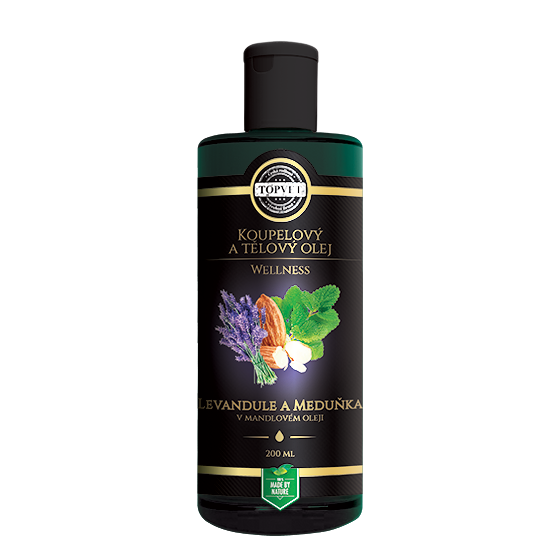 TOPVET
KOUPELOVÝ
A TĚLOVÝ OLEJ
WELLNESS
LEVANDULE A MEDUŇKA
V MANDLOVÉM OLEJI
200 ML
MADE BY
NATURE